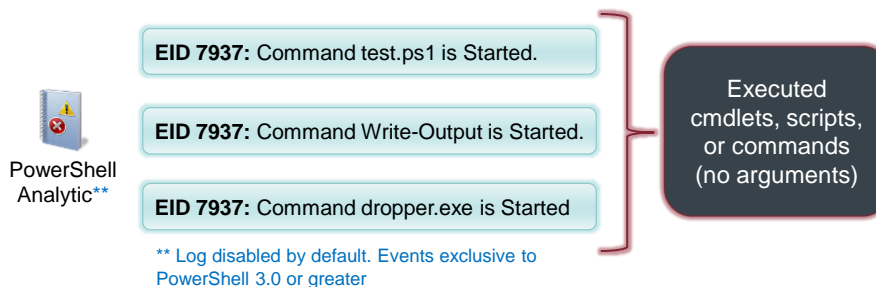 EID 7937: Command test.ps1 is Started.
EID 7937: Command Write-Output is Started.
EID 7937: Command dropper.exe is Started
PowerShell
Analytic**
Executed
cmdlets, scripts,
or commands
(no arguments)
** Log disabled by default. Events exclusive to
PowerShell 3.0 or greater